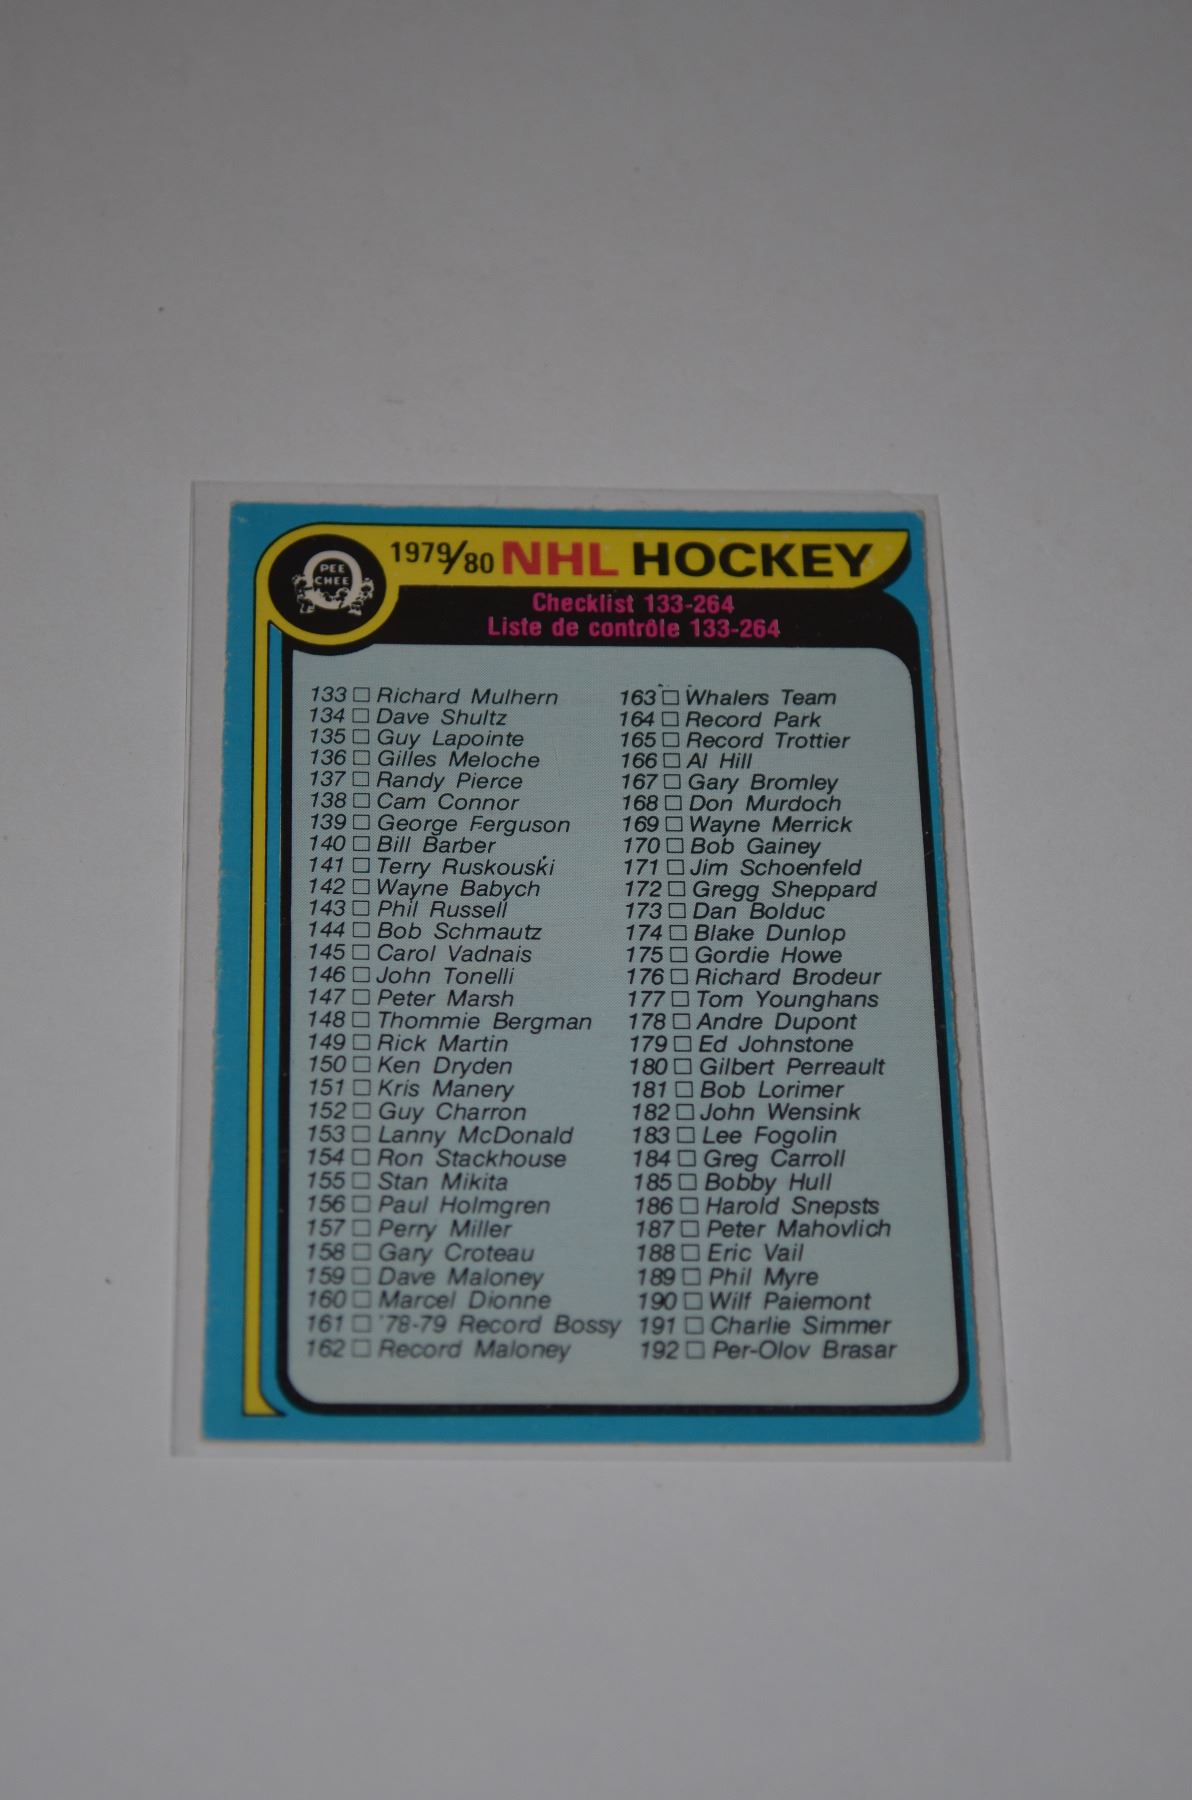 PEE
CHEE
1979/80 NHL HOCKEY
Checklist 133-264
Liste de contrôle 133-264
133 □ Richard Mulhern
134 □ Dave Shultz
135 □ Guy Lapointe
136 □ Gilles Meloche
137 □ Randy Pierce
138 □ Cam Connor
139 □ George Ferguson
140 □ Bill Barber
141 □ Terry Ruskouski
142 □ Wayne Babych
143 □ Phil Russell
144 □ Bob Schmautz
145 □ Carol Vadnais
146 □ John Tonelli
147 □ Peter Marsh
148 □ Thommie Bergman
149 □ Rick Martin
150 □ Ken Dryden
151 □ Kris Manery
152 □ Guy Charron
153 □ Lanny McDonald
154 □ Ron Stackhouse
155 □ Stan Mikita
156 □ Paul Holmgren
157 □ Perry Miller
158 □ Gary Croteau
159 □ Dave Maloney
160 □ Marcel Dionne
161 □ '78-79 Record Bossy
162 □ Record Maloney
163 □ Whalers Team
164 □ Record Park
165 □ Record Trottier
166 □ Al Hill
167 □ Gary Bromley
168 □ Don Murdoch
169 □ Wayne Merrick
170 □ Bob Gainey
171 □ Jim Schoenfeld
172 □ Gregg Sheppard
173 □ Dan Bolduc
174 □ Blake Dunlop
175 □ Gordie Howe
176 □ Richard Brodeur
177 □ Tom Younghans
178 □ Andre Dupont
179 □ Ed Johnstone
180 □ Gilbert Perreault
181 □ Bob Lorimer
182 □ John Wensink
183 □ Lee Fogolin
184 □ Greg Carroll
185 □ Bobby Hull
186 □ Harold Snepsts
187 □ Peter Mahovlich
188 □ Eric Vail
189 □ Phil Myre
190 □ Wilf Paiemont
191 □ Charlie Simmer
192 □ Per-Olov Brasar